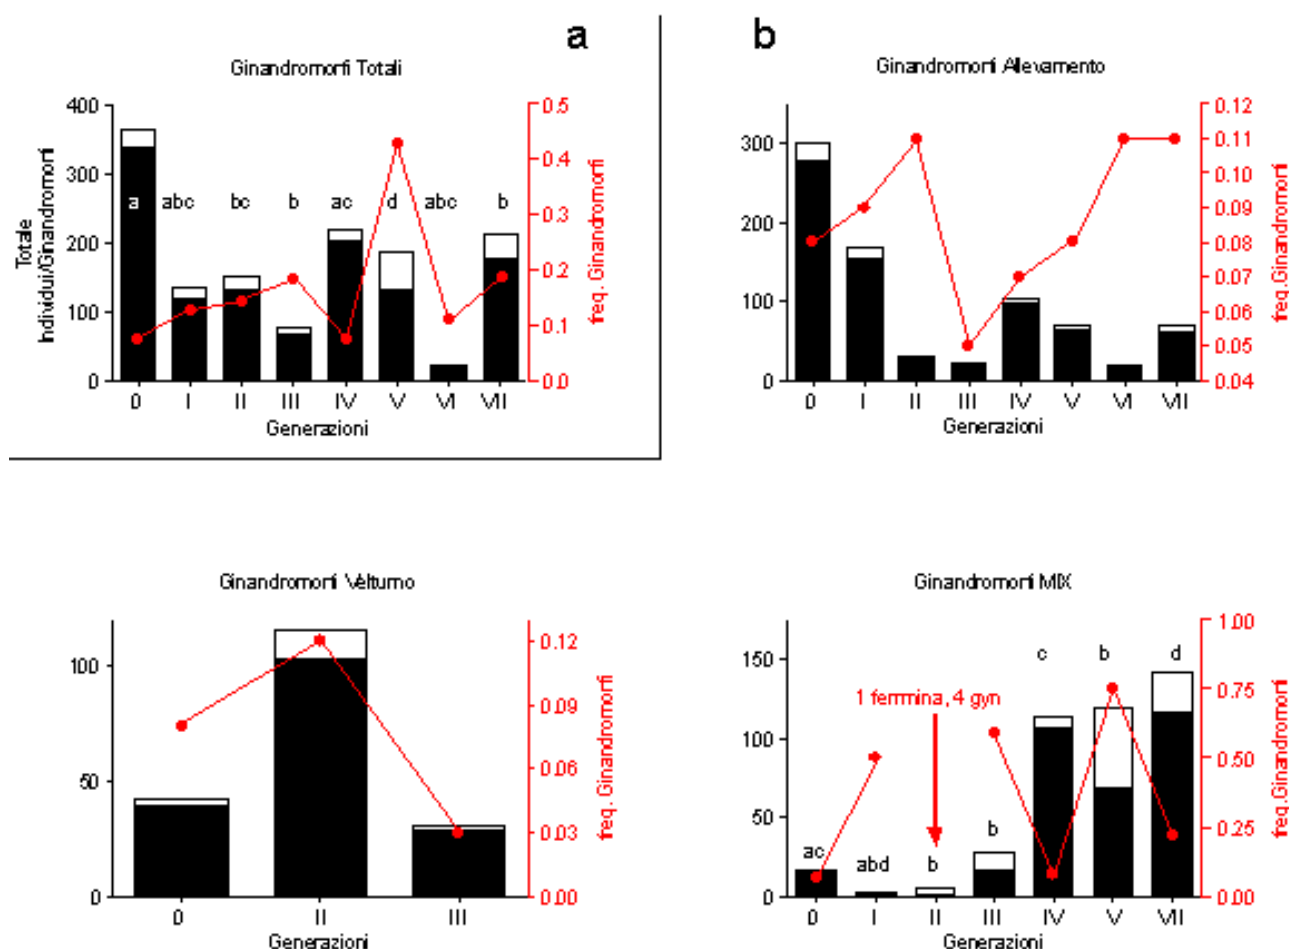 a
Ginandromorfi Totali
400
300
200
100
0
Totale
Individui/Ginandromorfi
a abc bc b ac d abc b
0.5
0.4
0.3
0.2
0.1
0.0
freq.Ginandromorfi
0 I II III IV V VI VII
Generazioni
b
Ginandromorfi Allevamento
300
200
100
0
0.12
0.11
0.10
0.09
0.08
0.07
0.06
0.05
0.04
freq.Ginandromorfi
0 I II III IV V VI VII
Generazioni
Ginandromorfi Velturno
100
50
0
0.12
0.09
0.06
0.03
0.00
freq.Ginandromorfi
0 II III
Generazioni
Ginandromorfi MIX
150
100
50
0
1 femmina, 4 gyn
ac abd b b c b d
1.00
0.75
0.50
0.25
0.00
freq.Ginandromorfi
0 I II III IV V VII
Generazioni